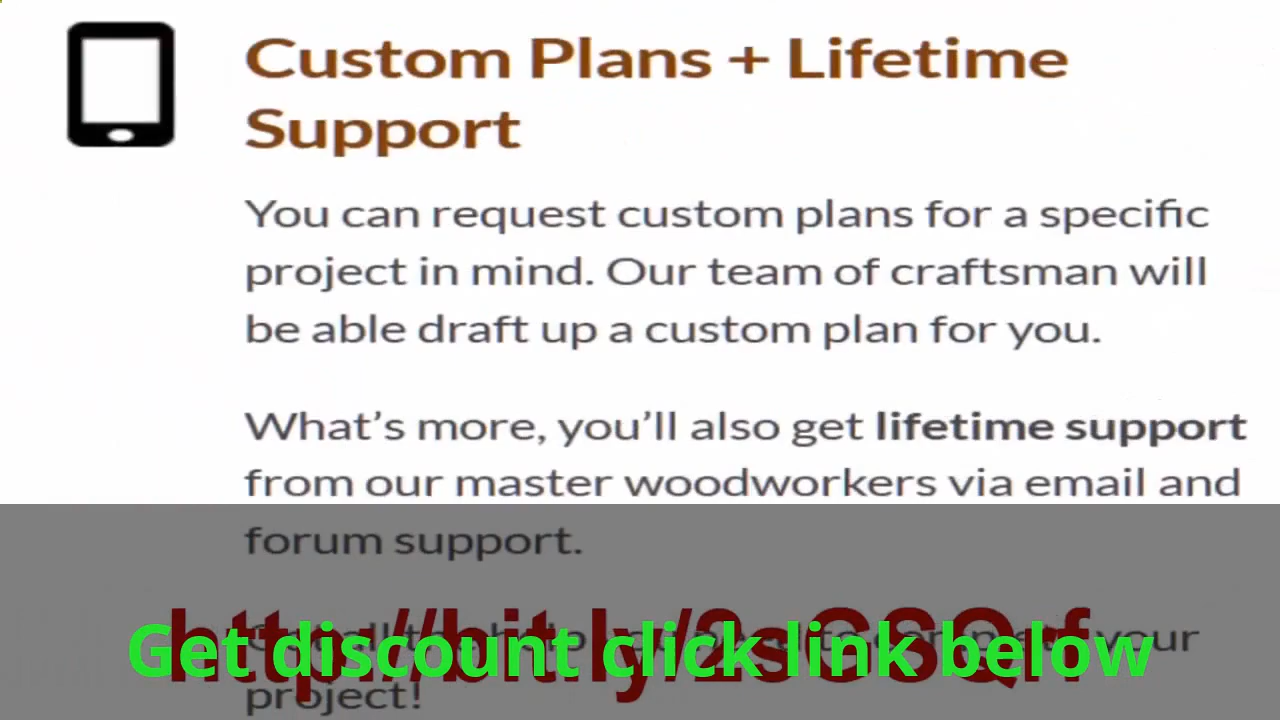 Custom Plans + Lifetime
Support
You can request custom plans for a specific
project in mind. Our team of craftsman will
be able draft up a custom plan for you.
What’s more, you’ll also get lifetime support
from our master woodworkers via email and
forum support.
Get discount click link below
your
project!